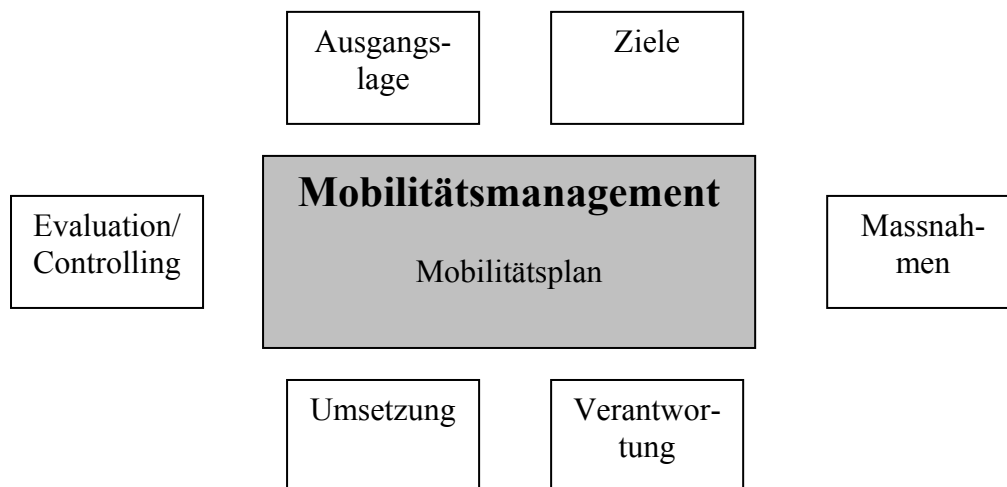 Ausgangs-
lage
Ziele
Mobilitätsmanagement
Mobilitätsplan
Evaluation/
Controlling
Massnah-
men
Umsetzung
Verantwor-
tung